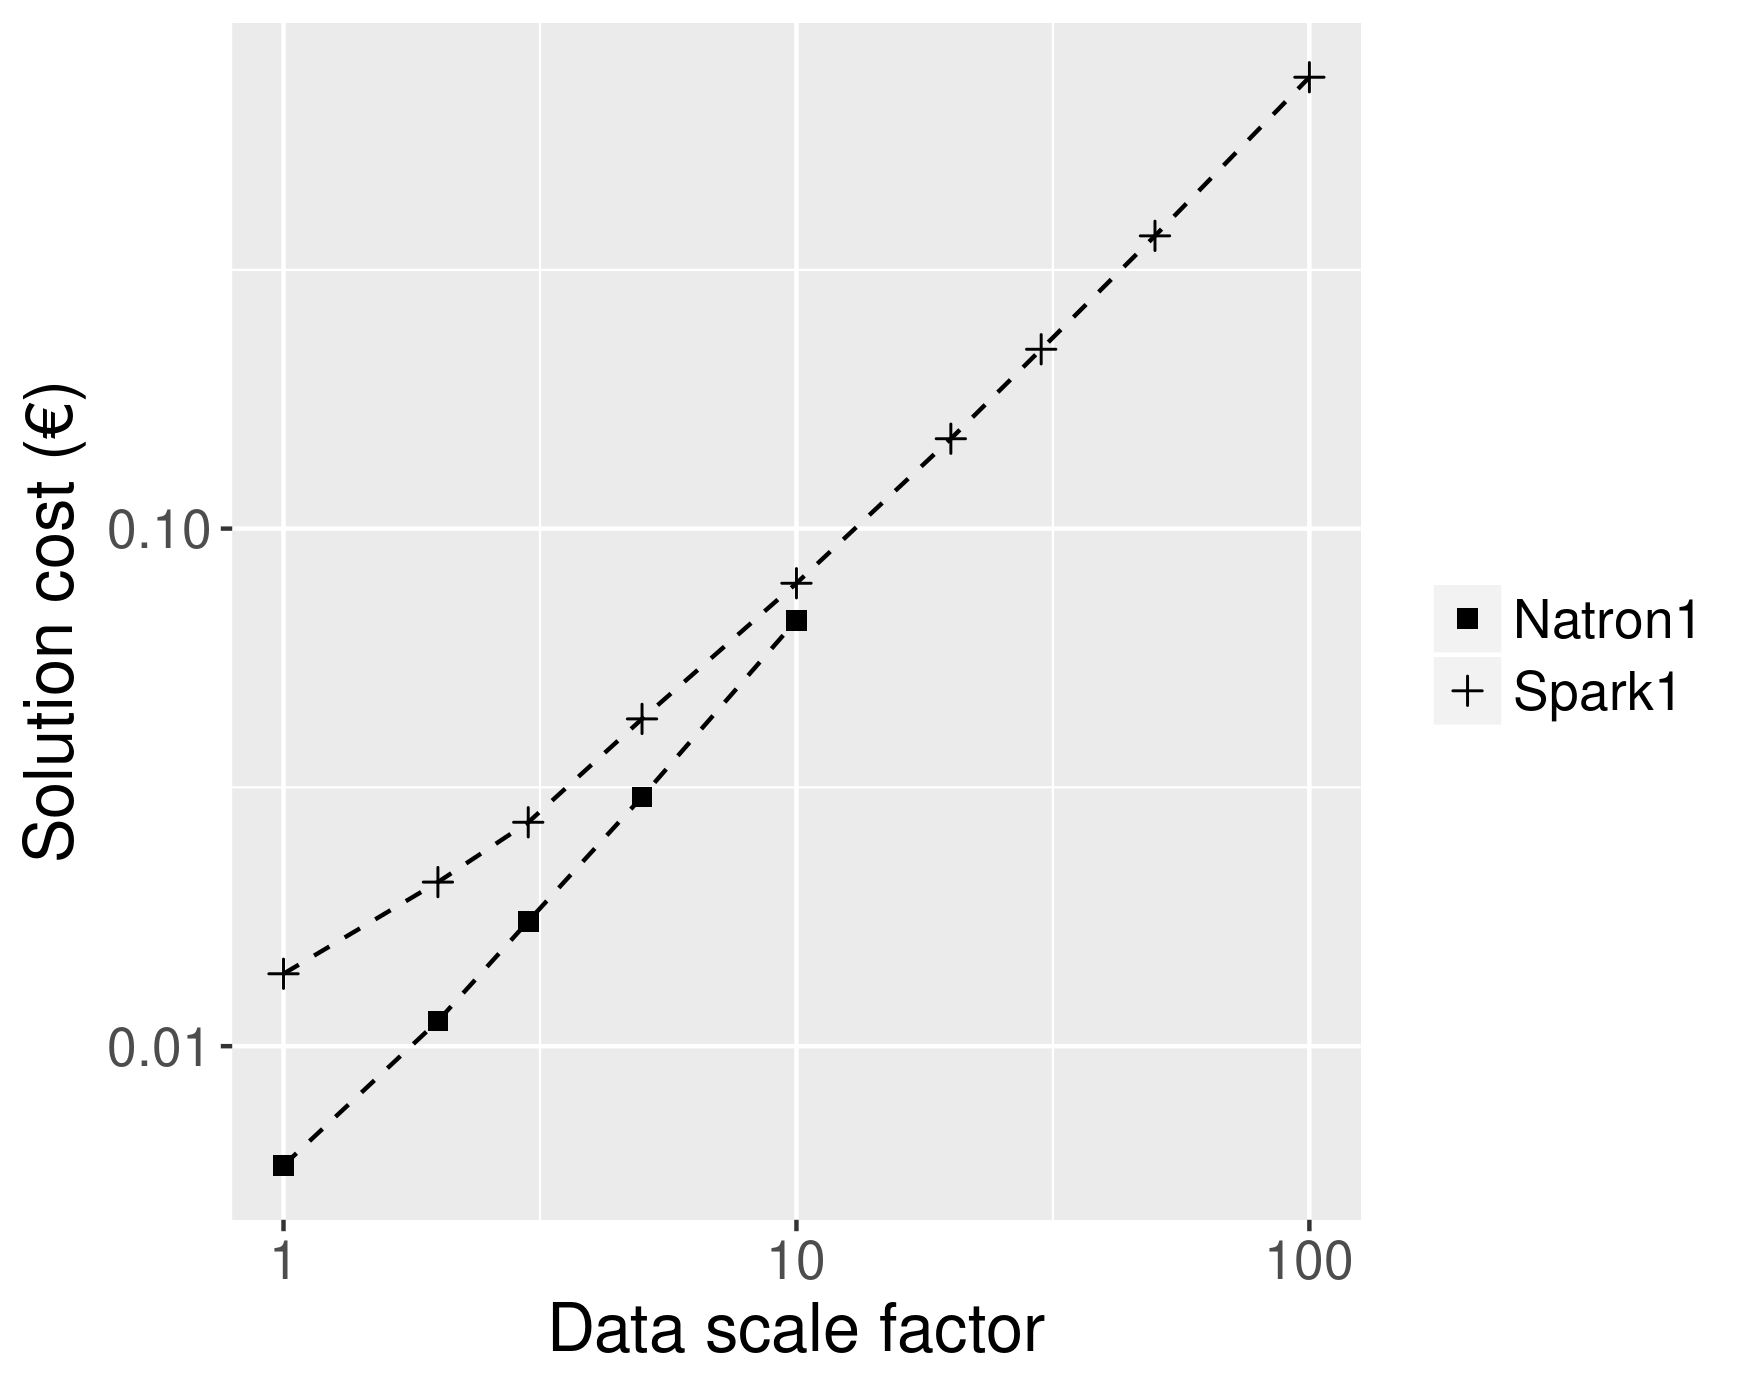 Solution cost (€)
0.10
0.01
1
10
100
Data scale factor
Natron1
Spark1